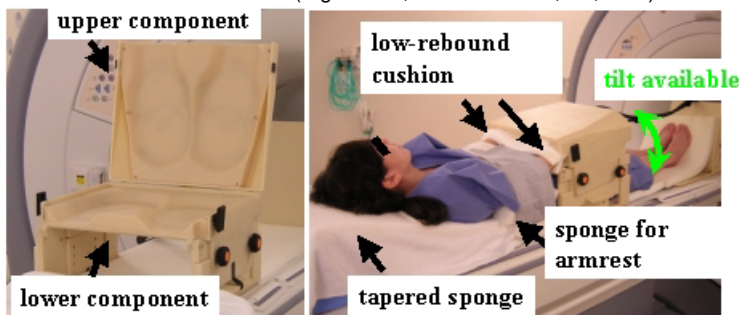 upper component
low-rebound
cushion
tilt available
sponge for
armrest
lower component
tapered sponge